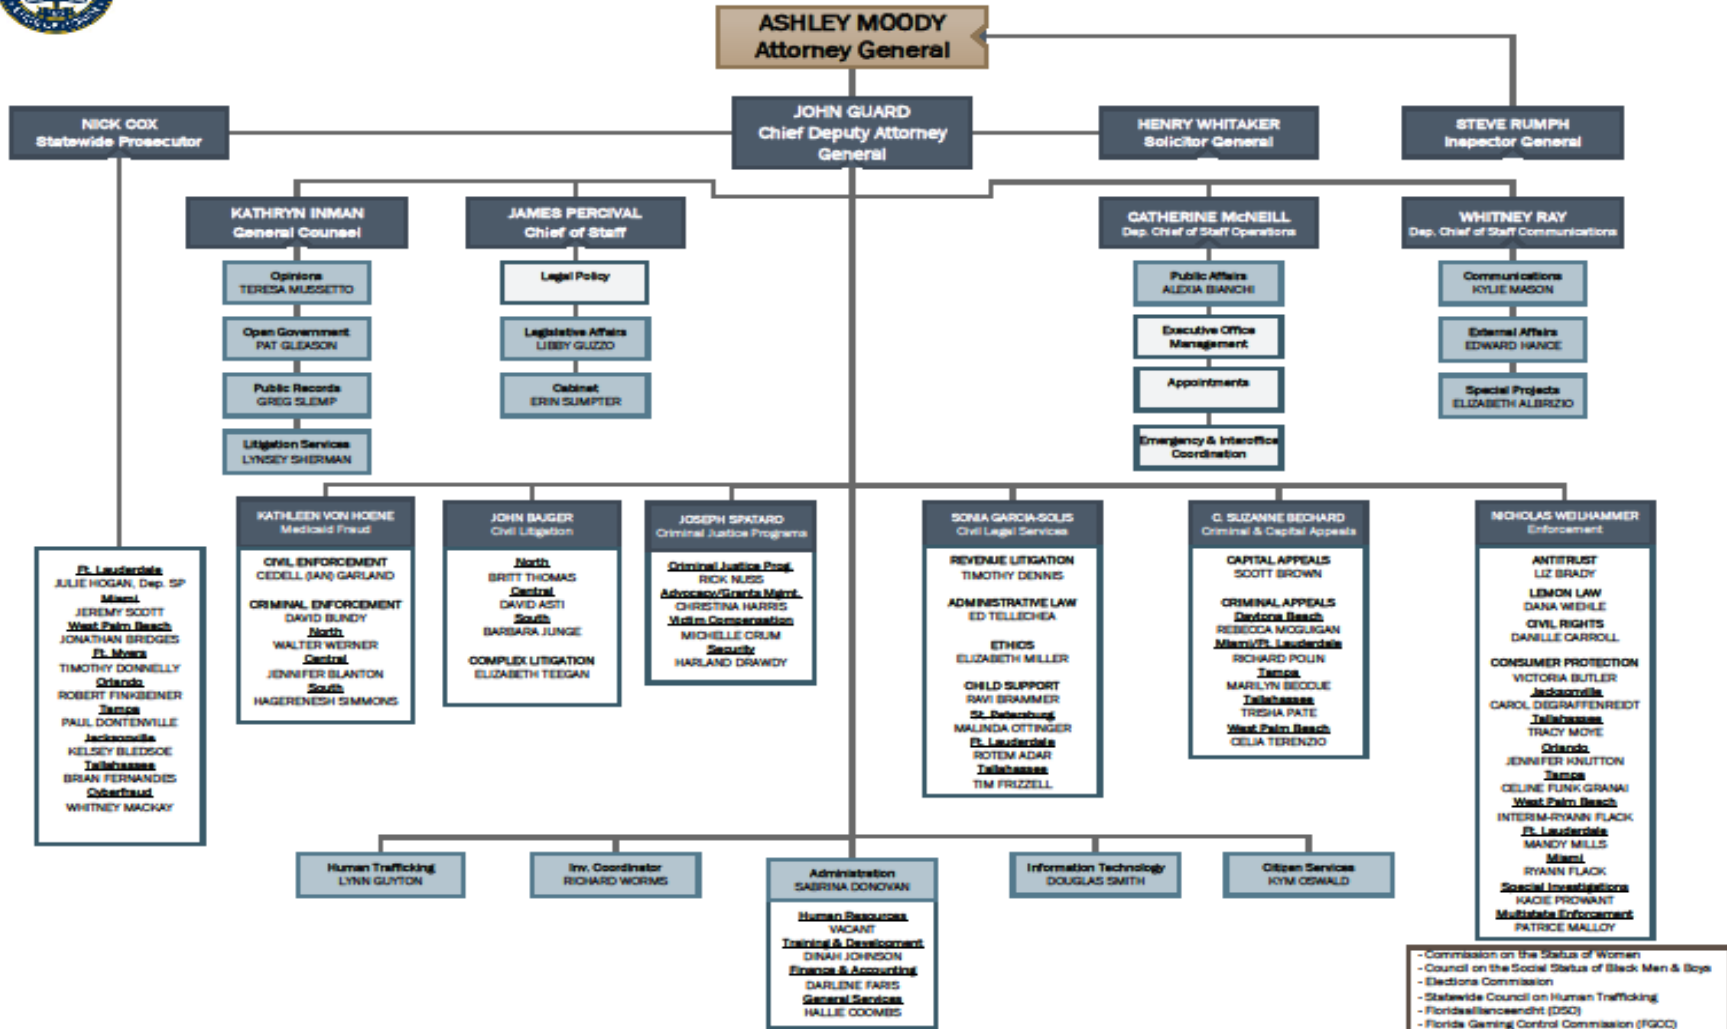 ASHLEY MOODY
Attorney General
NICK COX
Statewide Prosecutor
JOHN GUARD
Chief Deputy Attorney
General
HENRY WHITAKER
Solicitor General
STEVE RUMPH
Inspector General
KATHRYN INMAN
General Counsel
JAMES PERCIVAL
Chief of Staff
CATHERINE McNEILL
Dep. Chief of Staff Operations
WHITNEY RAY
Dep. Chief of Staff Communications
Opinions
TERESA MUSSETTO
Open Government
PAT GLEASON
Public Records
GREG SLEMP
Litigation Services
LYNSEY SHERMAN
Legal Policy
Legislative Affairs
LIBBY GUZZO
Cabinet
ERIN SUMPTER
Public Affairs
ALEXIA BIANCHI
Executive Office
Management
Appointments
Emergency & Interoffice
Coordination
Communications
KYLIE MASON
External Affairs
EDWARD HANCE
Special Projects
ELIZABETH ALBRIZIO
Ft. Lauderdale
JULIE HOGAN, Dep. SP
Miami
JEREMY SCOTT
West Palm Beach
JONATHAN BRIDGES
Ft. Myers
TIMOTHY DONNELLY
Orlando
ROBERT FINKBEINER
Tampa
PAUL DONTENVILLE
Jacksonville
KELSEY BLEDSOE
Tallahassee
BRIAN FERNANDES
Cyberfraud
WHITNEY MACKAY
KATHLEEN VON HOENE
Medicaid Fraud
CIVIL ENFORCEMENT
CEDELL (IAN) GARLAND
CRIMINAL ENFORCEMENT
DAVID BUNDY
North
WALTER WERNER
Central
JENNIFER BLANTON
South
HAGERENESH SIMMONS
JOHN BAJGER
Civil Litigation
North
BRITT THOMAS
Central
DAVID ASTI
South
BARBARA JUNGE
COMPLEX LITIGATION
ELIZABETH TEEGAN
JOSEPH SPATARO
Criminal Justice Programs
Criminal Justice Prog.
RICK NUSS
Advocacy/Grants Mgmt.
CHRISTINA HARRIS
Victim Compensation
MICHELLE CRUM
Security
HARLAND DRAWDY
SONIA GARCIA-SOLIS
Civil Legal Services
REVENUE LITIGATION
TIMOTHY DENNIS
ADMINISTRATIVE LAW
ED TELLECHEA
ETHICS
ELIZABETH MILLER
CHILD SUPPORT
RAVI BRAMMER
St. Petersburg
MALINDA OTTINGER
Ft. Lauderdale
ROTEM ADAR
Tallahassee
TIM FRIZZELL
C. SUZANNE BECHARD
Criminal & Capital Appeals
CAPITAL APPEALS
SCOTT BROWN
CRIMINAL APPEALS
Daytona Beach
REBECCA MCGUIGAN
Miami/Ft. Lauderdale
RICHARD POLIN
Tampa
MARILYN BECCUE
Tallahassee
TRISHA PATE
West Palm Beach
CELIA TERENZIO
NICHOLAS WEILHAMMER
Enforcement
ANTITRUST
LIZ BRADY
LEMON LAW
DANA WIEHLE
CIVIL RIGHTS
DANILLE CARROLL
CONSUMER PROTECTION
VICTORIA BUTLER
Jacksonville
CAROL DEGRAFFENREIDT
Tallahassee
TRACY MOYE
Orlando
JENNIFER KNUTTON
Tampa
CELINE FUNK GRANAI
West Palm Beach
INTERIM-RYANN FLACK
Ft. Lauderdale
MANDY MILLS
Miami
RYANN FLACK
Special Investigations
KACIE PROWANT
Multistate Enforcement
PATRICE MALLOY
Human Trafficking
LYNN GUYTON
Inv. Coordinator
RICHARD WORMS
Administration
SABRINA DONOVAN
Human Resources
VACANT
Training & Development
DINAH JOHNSON
Finance & Accounting
DARLENE FARIS
General Services
HALLIE COOMBS
Information Technology
DOUGLAS SMITH
Citizen Services
KYM OSWALD
- Commission on the Status of Women
- Council on the Social Status of Black Men & Boys
- Elections Commission
- Statewide Council on Human Trafficking
- Floridaallianceendht (DSO)
- Florida Gaming Control Commission (FGCC)